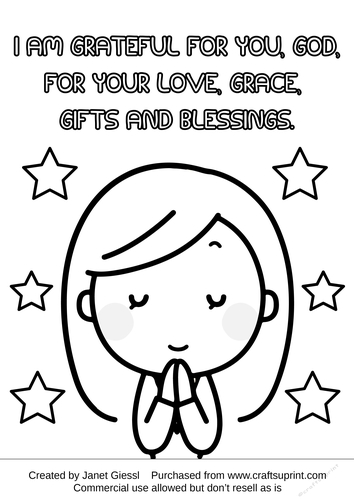 I AM GRATEFUL FOR YOU, GOD,
FOR YOUR LOVE, GRACE,
GIFTS AND BLESSINGS.
Created by Janet Giessl    Purchased from www.craftsuprint.com
Commercial use allowed but don't resell as is